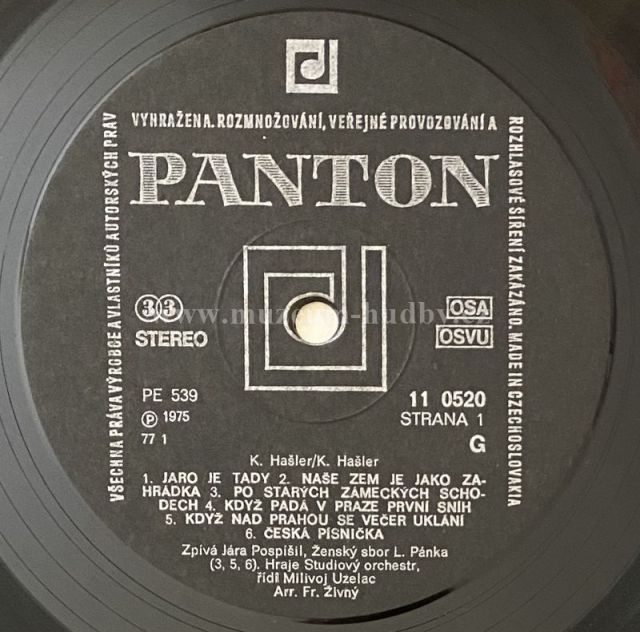 VŠECHNA PRÁVA VÝROBCE A VLASTNÍKŮ AUTORSKÝCH PRÁV
VYHRAŽENA. ROZMNOŽOVÁNÍ, VEŘEJNÉ PROVOZOVÁNÍ A
ROZHLASOVÉ ŠÍŘENÍ ZAKÁZÁNO. MADE IN CZECHOSLOVAKIA
PANTON
www.muzeum-hudby.cz
33
STEREO
OSA
OSVU
PE 539
Ⓟ 1975
77 1
11 0520
STRANA 1
G
K. Hašler/K. Hašler
1. JARO JE TADY 2. NAŠE ZEM JE JAKO ZA-
HRÁDKA 3. PO STARÝCH ZÁMECKÝCH SCHO-
DECH 4. KDYŽ PADÁ V PRAZE PRVNÍ SNÍH
5. KDYŽ NAD PRAHOU SE VEČER UKLÁNÍ
6. ČESKÁ PÍSNIČKA
Zpívá Jára Pospíšil, Ženský sbor L. Pánka
(3, 5, 6). Hraje Studiový orchestr,
řídí Milivoj Uzelac
Arr. Fr. Živný